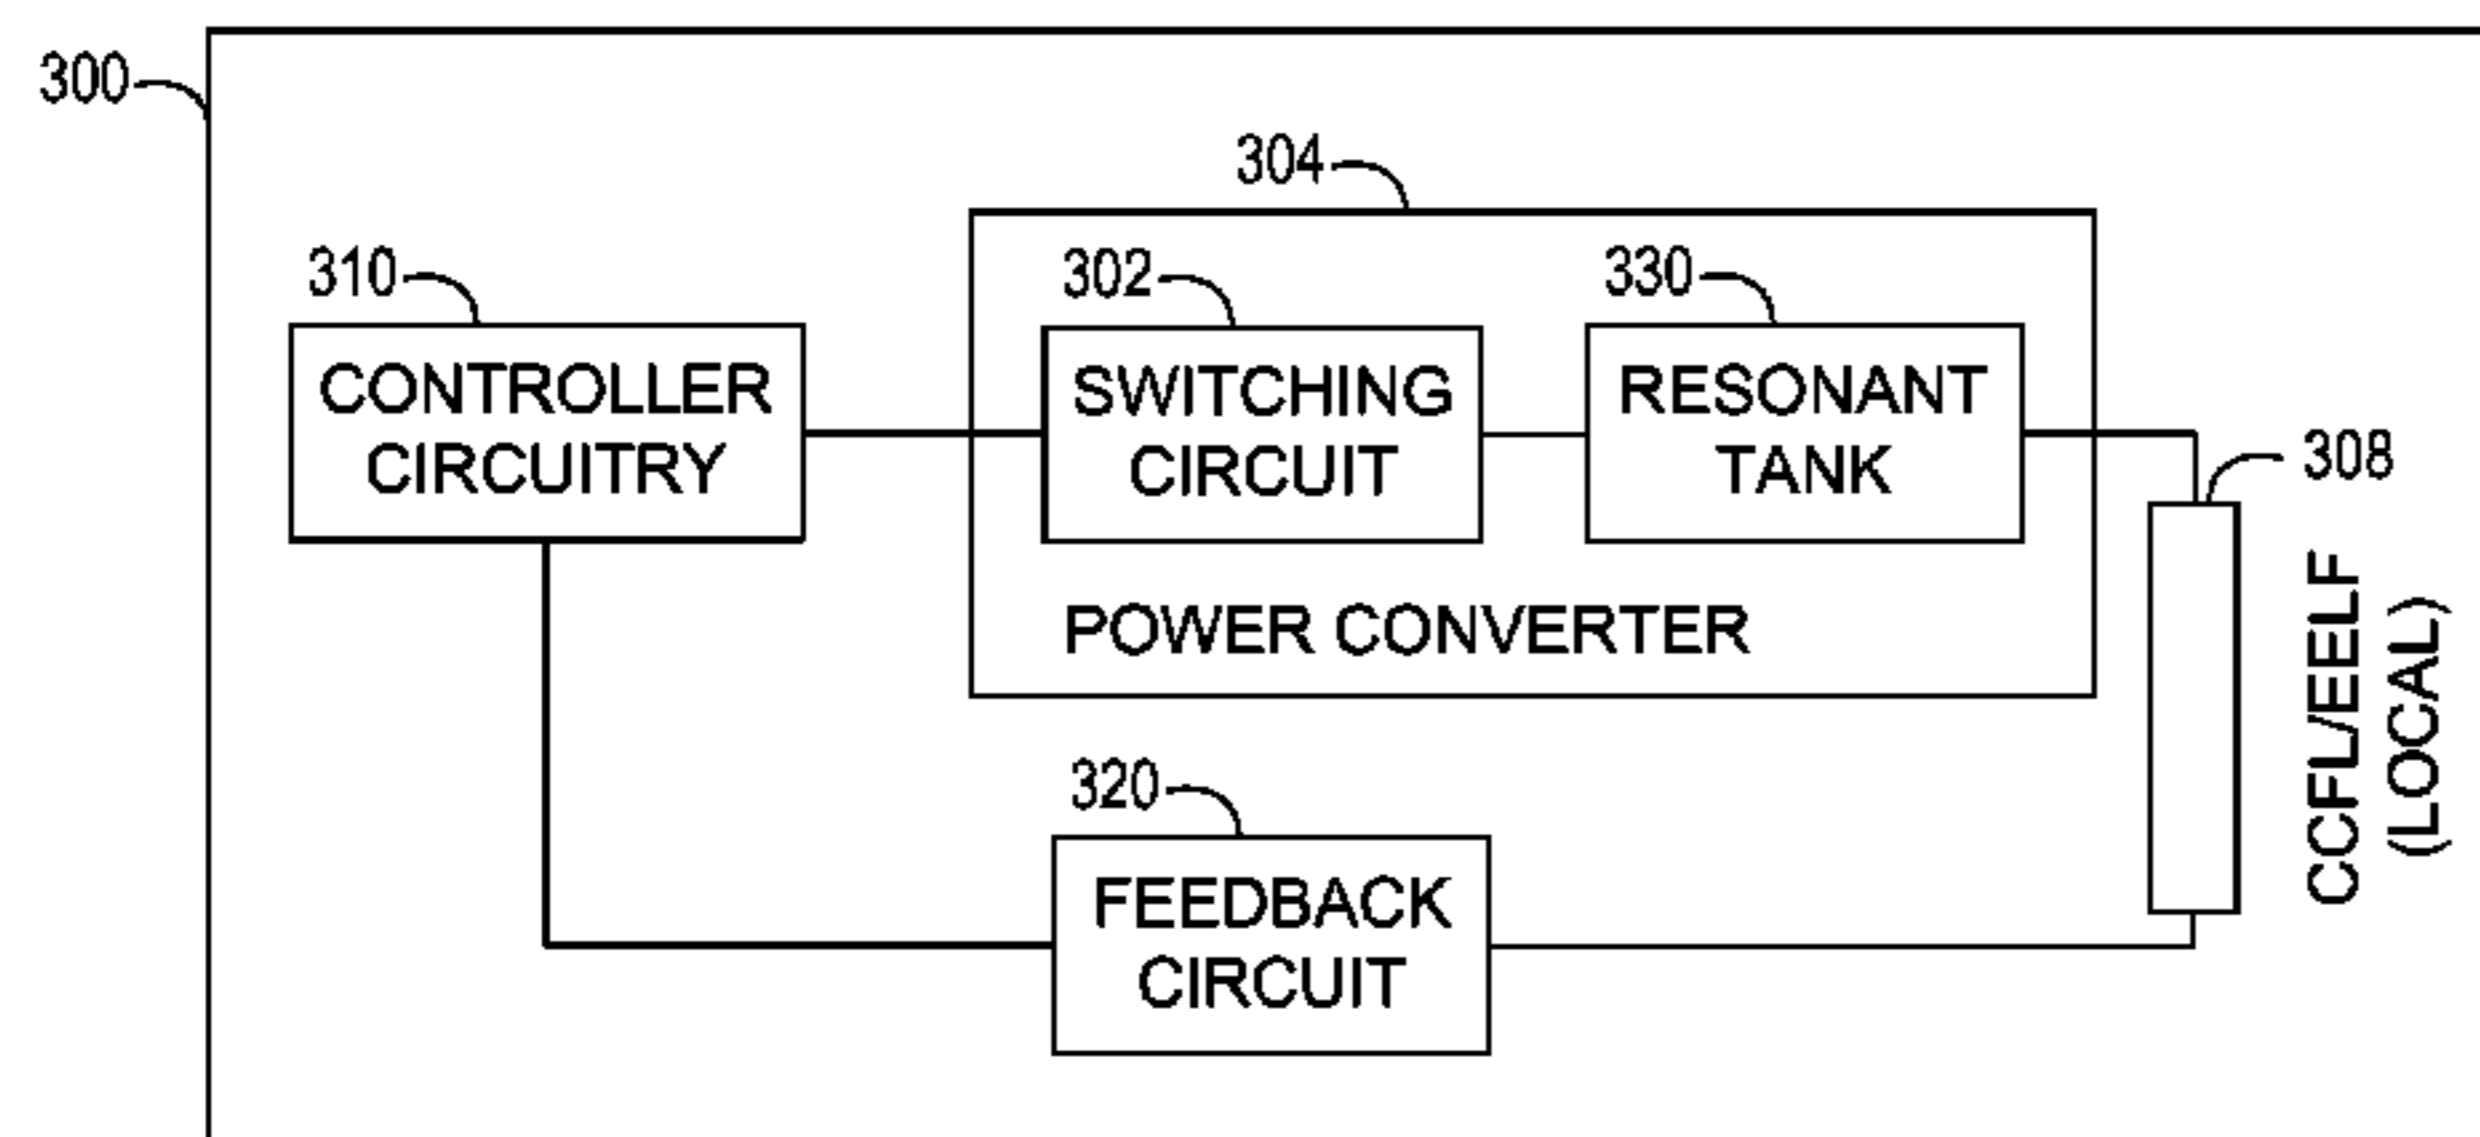 300
304
310
302
330
CONTROLLER
CIRCUITRY
SWITCHING
CIRCUIT
RESONANT
TANK
308
POWER CONVERTER
CCFL/EELF
(LOCAL)
320
FEEDBACK
CIRCUIT